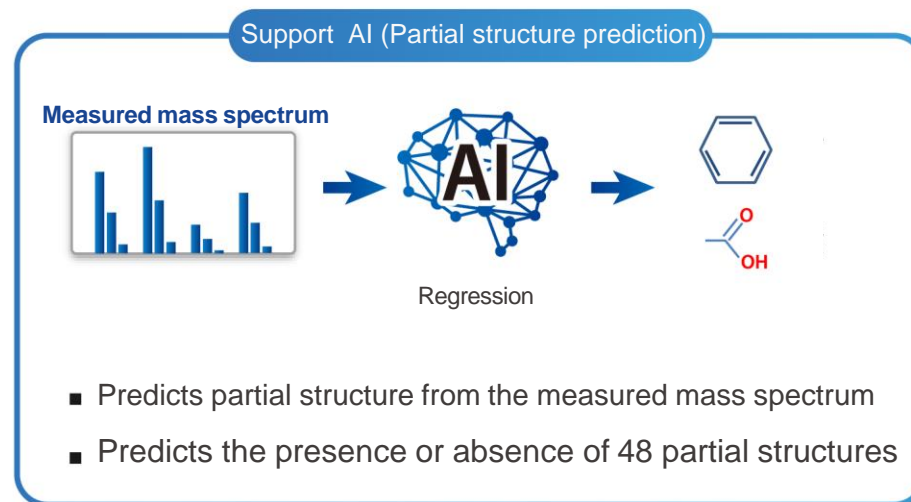 Support AI (Partial structure prediction)
Measured mass spectrum
AI
O
OH
Regression
▪ Predicts partial structure from the measured mass spectrum
▪ Predicts the presence or absence of 48 partial structures